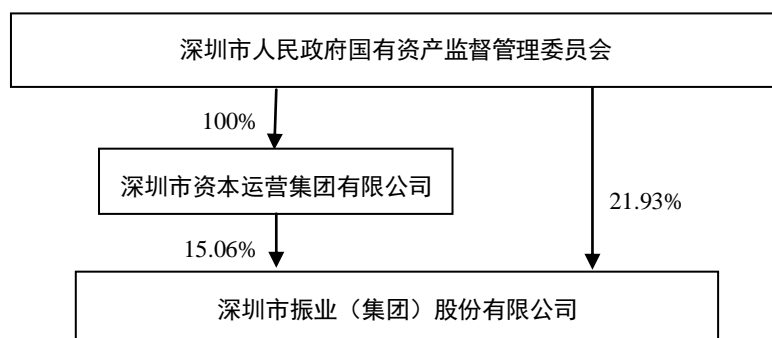 深圳市人民政府国有资产监督管理委员会
100%
深圳市资本运营集团有限公司
21.93%
15.06%
深圳市振业（集团）股份有限公司